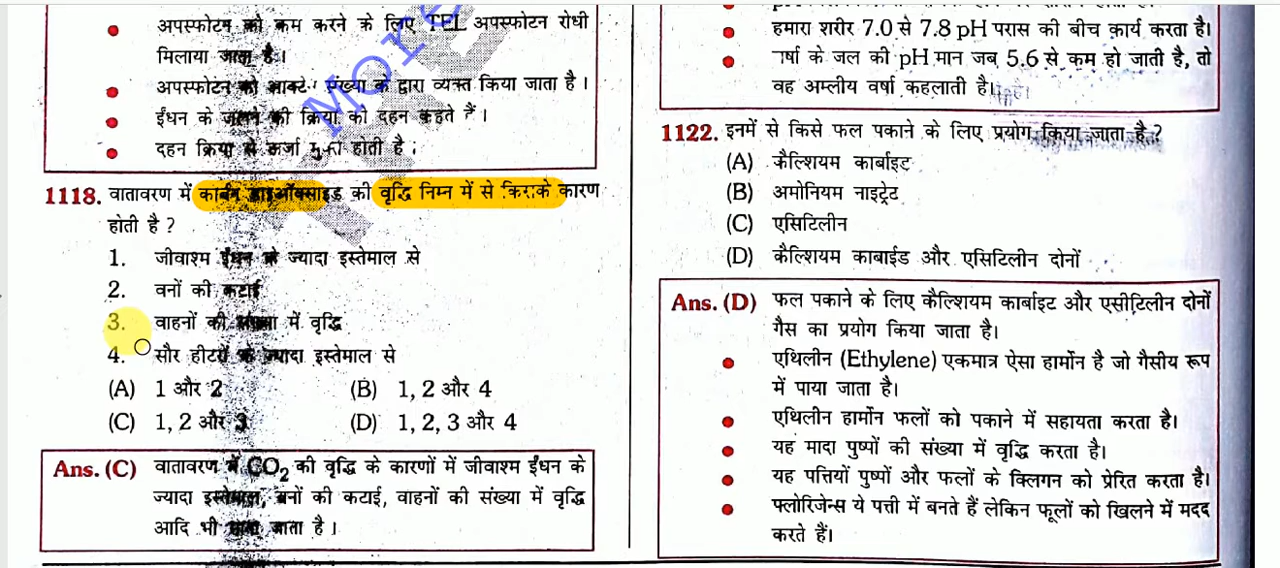 अपस्फोटन को कम करने के लिए TEL अपस्फोटन रोधी
मिलाया जाता है।
अपस्फोटन को आक्टे संख्या के द्वारा व्यक्त किया जाता है।
ईंधन के जलने की क्रिया को दहन कहते हैं।
दहन क्रिया से ऊर्जा मुक्त होती है।
1118. वातावरण में कार्बन डाइऑक्साइड की वृद्धि निम्न में से किसके कारण
होती है ?
1. जीवाश्म ईंधन के ज्यादा इस्तेमाल से
2. वनों की कटाई
3. वाहनों की संख्या में वृद्धि
4. सौर हीटरों के ज्यादा इस्तेमाल से
(A) 1 और 2 (B) 1, 2 और 4
(C) 1, 2 और 3 (D) 1, 2, 3 और 4
Ans. (C) वातावरण में CO₂ की वृद्धि के कारणों में जीवाश्म ईंधन के
ज्यादा इस्तेमाल, वनों की कटाई, वाहनों की संख्या में वृद्धि
आदि भी माना जाता है।
More
हमारा शरीर 7.0 से 7.8 pH परास की बीच कार्य करता है।
वर्षा के जल की pH मान जब 5.6 से कम हो जाती है, तो
वह अम्लीय वर्षा कहलाती है।
1122. इनमें से किसे फल पकाने के लिए प्रयोग किया जाता है ?
(A) कैल्शियम कार्बाइट
(B) अमोनियम नाइट्रेट
(C) एसिटिलीन
(D) कैल्शियम काबाईड और एसिटिलीन दोनों
Ans. (D) फल पकाने के लिए कैल्शियम कार्बाइट और एसीटिलीन दोनों
गैस का प्रयोग किया जाता है।
एथिलीन (Ethylene) एकमात्र ऐसा हार्मोन है जो गैसीय रूप
में पाया जाता है।
एथिलीन हार्मोन फलों को पकाने में सहायता करता है।
यह मादा पुष्पों की संख्या में वृद्धि करता है।
यह पत्तियों पुष्पों और फलों के क्लिगन को प्रेरित करता है।
फ्लोरिजेन्स ये पत्ती में बनते हैं लेकिन फूलों को खिलने में मदद
करते हैं।